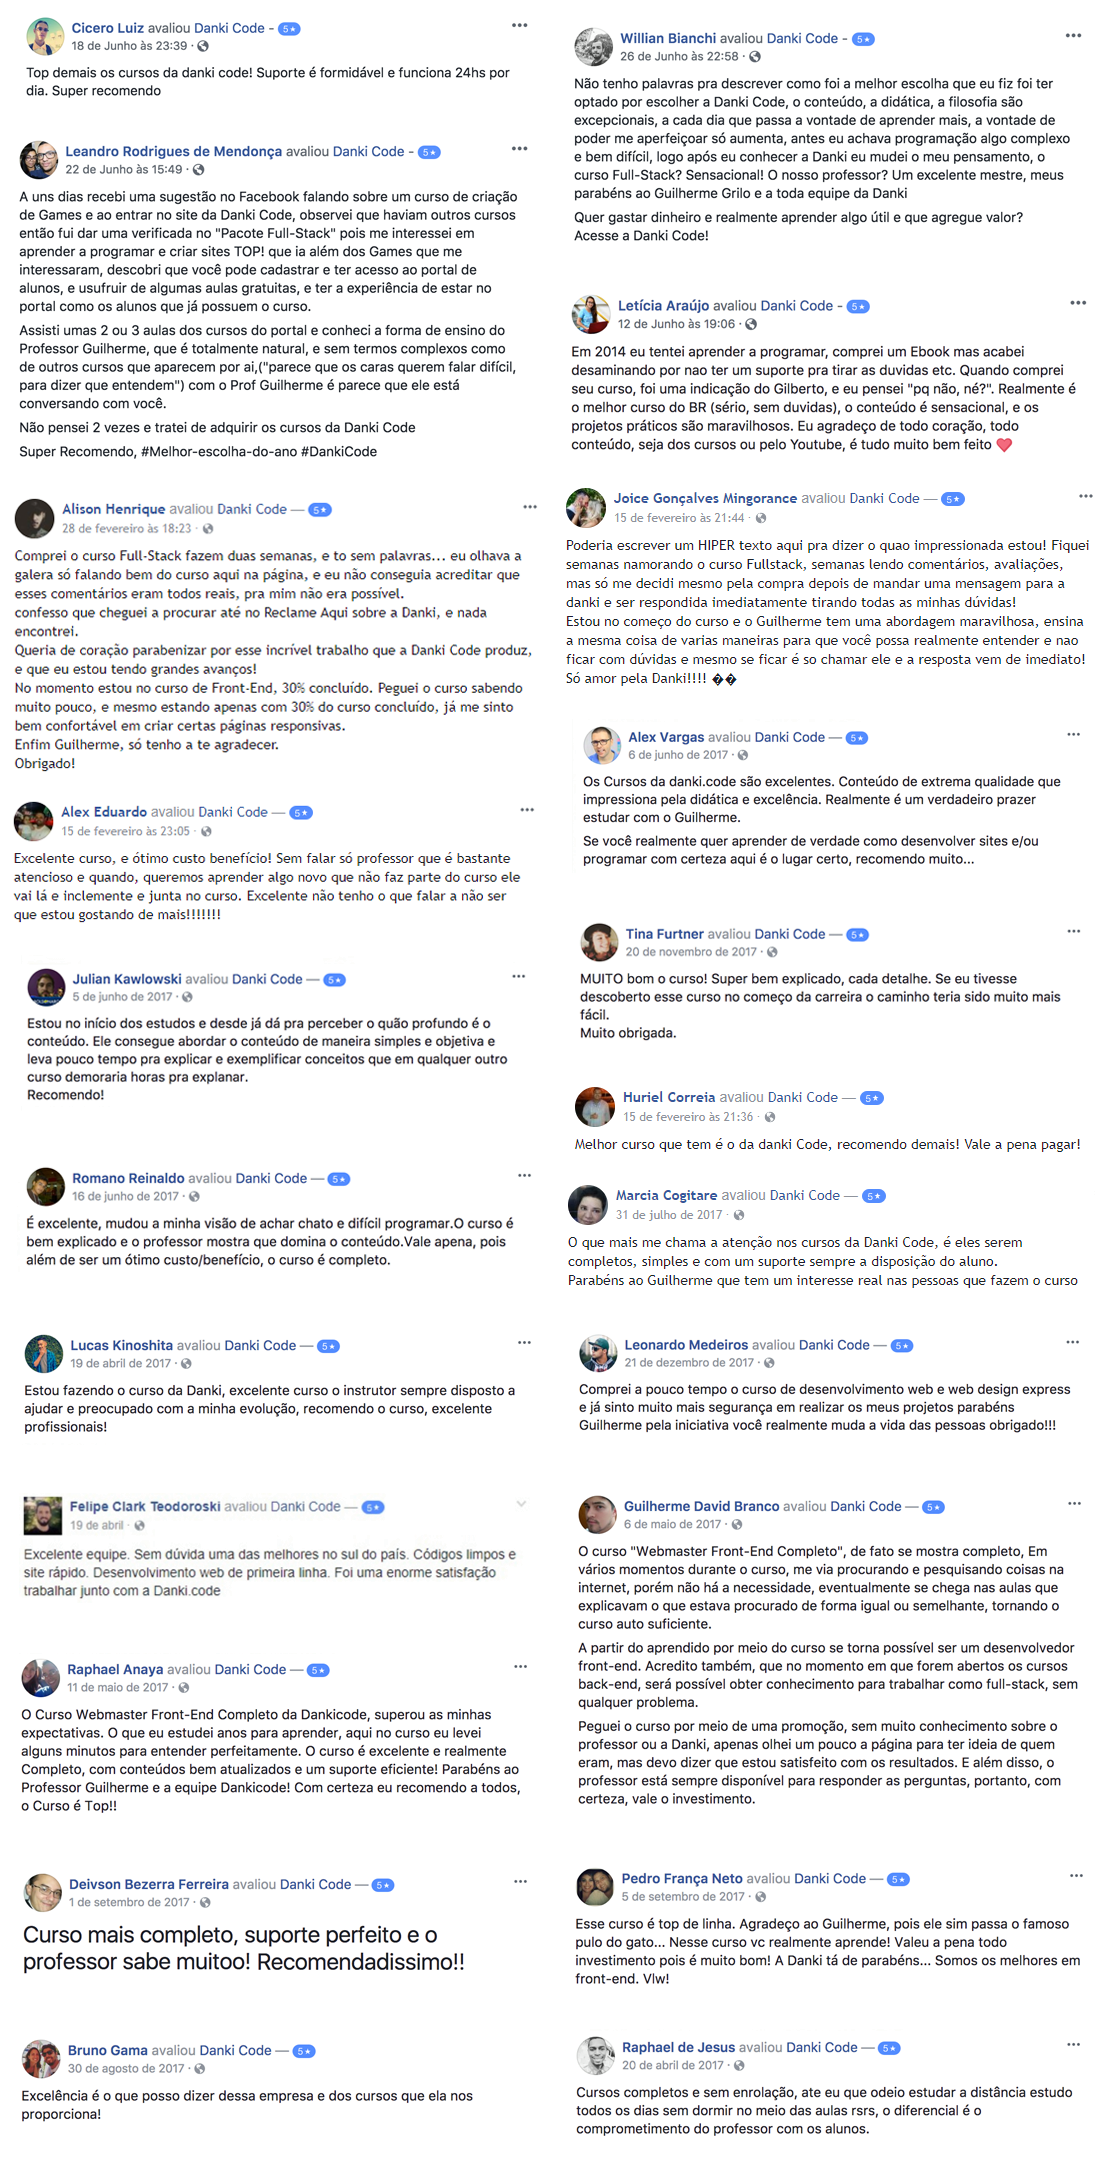 Cicero Luiz avaliou Danki Code - 5★
18 de Junho às 23:39 ·
Top demais os cursos da danki code! Suporte é formidável e funciona 24hs por
dia. Super recomendo
Leandro Rodrigues de Mendonça avaliou Danki Code - 5★
22 de Junho às 15:49 ·
A uns dias recebi uma sugestão no Facebook falando sobre um curso de criação
de Games e ao entrar no site da Danki Code, observei que haviam outros cursos
então fui dar uma verificada no "Pacote Full-Stack" pois me interessei em
aprender a programar e criar sites TOP! que ia além dos Games que me
interessaram, descobri que você pode cadastrar e ter acesso ao portal de
alunos, e usufruir de algumas aulas gratuitas, e ter a experiência de estar no
portal como os alunos que já possuem o curso.
Assisti umas 2 ou 3 aulas dos cursos do portal e conheci a forma de ensino do
Professor Guilherme, que é totalmente natural, e sem termos complexos como
de outros cursos que aparecem por ai,("parece que os caras querem falar difícil,
para dizer que entendem") com o Prof Guilherme é parece que ele está
conversando com você.
Não pensei 2 vezes e tratei de adquirir os cursos da Danki Code
Super Recomendo, #Melhor-escolha-do-ano #DankiCode
Alison Henrique avaliou Danki Code — 5★
28 de fevereiro às 18:23 ·
Comprei o curso Full-Stack fazem duas semanas, e to sem palavras... eu olhava a
galera só falando bem do curso aqui na página, e eu não conseguia acreditar que
esses comentários eram todos reais, pra mim não era possível.
confesso que cheguei a procurar até no Reclame Aqui sobre a Danki, e nada
encontrei.
Queria de coração parabenizar por esse incrível trabalho que a Danki Code produz,
e que eu estou tendo grandes avanços!
No momento estou no curso de Front-End, 30% concluído. Peguei o curso sabendo
muito pouco, e mesmo estando apenas com 30% do curso concluído, já me sinto
bem confortável em criar certas páginas responsivas.
Enfim Guilherme, só tenho a te agradecer.
Obrigado!
Alex Eduardo avaliou Danki Code — 5★
15 de fevereiro às 23:05 ·
Excelente curso, e ótimo custo benefício! Sem falar só professor que é bastante
atencioso e quando, queremos aprender algo novo que não faz parte do curso ele
vai lá e inclemente e junta no curso. Excelente não tenho o que falar a não ser
que estou gostando de mais!!!!!!!
Julian Kawlowski avaliou Danki Code — 5★
5 de junho de 2017 ·
Estou no início dos estudos e desde já dá pra perceber o quão profundo é o
conteúdo. Ele consegue abordar o conteúdo de maneira simples e objetiva e
leva pouco tempo pra explicar e exemplificar conceitos que em qualquer outro
curso demoraria horas pra explanar.
Recomendo!
Romano Reinaldo avaliou Danki Code — 5★
16 de junho de 2017 ·
É excelente, mudou a minha visão de achar chato e difícil programar.O curso é
bem explicado e o professor mostra que domina o conteúdo.Vale apena, pois
além de ser um ótimo custo/benefício, o curso é completo.
Lucas Kinoshita avaliou Danki Code — 5★
19 de abril de 2017 ·
Estou fazendo o curso da Danki, excelente curso o instrutor sempre disposto a
ajudar e preocupado com a minha evolução, recomendo o curso, excelente
profissionais!
Felipe Clark Teodoroski avaliou Danki Code — 5★
19 de abril ·
Excelente equipe. Sem dúvida uma das melhores no sul do país. Códigos limpos e
site rápido. Desenvolvimento web de primeira linha. Foi uma enorme satisfação
trabalhar junto com a Danki.code
Raphael Anaya avaliou Danki Code — 5★
11 de maio de 2017 ·
O Curso Webmaster Front-End Completo da Dankicode, superou as minhas
expectativas. O que eu estudei anos para aprender, aqui no curso eu levei
alguns minutos para entender perfeitamente. O curso é excelente e realmente
Completo, com conteúdos bem atualizados e um suporte eficiente! Parabéns ao
Professor Guilherme e a equipe Dankicode! Com certeza eu recomendo a todos,
o Curso é Top!!
Deivson Bezerra Ferreira avaliou Danki Code — 5★
1 de setembro de 2017 ·
Curso mais completo, suporte perfeito e o
professor sabe muitoo! Recomendadissimo!!
Bruno Gama avaliou Danki Code — 5★
30 de agosto de 2017 ·
Excelência é o que posso dizer dessa empresa e dos cursos que ela nos
proporciona!
Willian Bianchi avaliou Danki Code - 5★
26 de Junho às 22:58 ·
Não tenho palavras pra descrever como foi a melhor escolha que eu fiz foi ter
optado por escolher a Danki Code, o conteúdo, a didática, a filosofia são
excepcionais, a cada dia que passa a vontade de aprender mais, a vontade de
poder me aperfeiçoar só aumenta, antes eu achava programação algo complexo
e bem difícil, logo após eu conhecer a Danki eu mudei o meu pensamento, o
curso Full-Stack? Sensacional! O nosso professor? Um excelente mestre, meus
parabéns ao Guilherme Grilo e a toda equipe da Danki
Quer gastar dinheiro e realmente aprender algo útil e que agregue valor?
Acesse a Danki Code!
Letícia Araújo avaliou Danki Code - 5★
12 de Junho às 19:06 ·
Em 2014 eu tentei aprender a programar, comprei um Ebook mas acabei
desaminando por nao ter um suporte pra tirar as duvidas etc. Quando comprei
seu curso, foi uma indicação do Gilberto, e eu pensei "pq não, né?". Realmente é
o melhor curso do BR (sério, sem duvidas), o conteúdo é sensacional, e os
projetos práticos são maravilhosos. Eu agradeço de todo coração, todo
conteúdo, seja dos cursos ou pelo Youtube, é tudo muito bem feito ❤️
Joice Gonçalves Mingorance avaliou Danki Code — 5★
15 de fevereiro às 21:44 ·
Poderia escrever um HIPER texto aqui pra dizer o quao impressionada estou! Fiquei
semanas namorando o curso Fullstack, semanas lendo comentários, avaliações,
mas só me decidi mesmo pela compra depois de mandar uma mensagem para a
danki e ser respondida imediatamente tirando todas as minhas dúvidas!
Estou no começo do curso e o Guilherme tem uma abordagem maravilhosa, ensina
a mesma coisa de varias maneiras para que você possa realmente entender e nao
ficar com dúvidas e mesmo se ficar é so chamar ele e a resposta vem de imediato!
Só amor pela Danki!!!! ��
Alex Vargas avaliou Danki Code — 5★
6 de junho de 2017 ·
Os Cursos da danki.code são excelentes. Conteúdo de extrema qualidade que
impressiona pela didática e excelência. Realmente é um verdadeiro prazer
estudar com o Guilherme.
Se você realmente quer aprender de verdade como desenvolver sites e/ou
programar com certeza aqui é o lugar certo, recomendo muito...
Tina Furtner avaliou Danki Code — 5★
20 de novembro de 2017 ·
MUITO bom o curso! Super bem explicado, cada detalhe. Se eu tivesse
descoberto esse curso no começo da carreira o caminho teria sido muito mais
fácil.
Muito obrigada.
Huriel Correia avaliou Danki Code — 5★
15 de fevereiro às 21:36 ·
Melhor curso que tem é o da danki Code, recomendo demais! Vale a pena pagar!
Marcia Cogitare avaliou Danki Code — 5★
31 de julho de 2017 ·
O que mais me chama a atenção nos cursos da Danki Code, é eles serem
completos, simples e com um suporte sempre a disposição do aluno.
Parabéns ao Guilherme que tem um interesse real nas pessoas que fazem o curso
Leonardo Medeiros avaliou Danki Code — 5★
21 de dezembro de 2017 ·
Comprei a pouco tempo o curso de desenvolvimento web e web design express
e já sinto muito mais segurança em realizar os meus projetos parabéns
Guilherme pela iniciativa você realmente muda a vida das pessoas obrigado!!!
Guilherme David Branco avaliou Danki Code — 5★
6 de maio de 2017 ·
O curso "Webmaster Front-End Completo", de fato se mostra completo, Em
vários momentos durante o curso, me via procurando e pesquisando coisas na
internet, porém não há a necessidade, eventualmente se chega nas aulas que
explicavam o que estava procurado de forma igual ou semelhante, tornando o
curso auto suficiente.
A partir do aprendido por meio do curso se torna possível ser um desenvolvedor
front-end. Acredito também, que no momento em que forem abertos os cursos
back-end, será possível obter conhecimento para trabalhar como full-stack, sem
qualquer problema.
Peguei o curso por meio de uma promoção, sem muito conhecimento sobre o
professor ou a Danki, apenas olhei um pouco a página para ter ideia de quem
eram, mas devo dizer que estou satisfeito com os resultados. E além disso, o
professor está sempre disponível para responder as perguntas, portanto, com
certeza, vale o investimento.
Pedro França Neto avaliou Danki Code — 5★
5 de setembro de 2017 ·
Esse curso é top de linha. Agradeço ao Guilherme, pois ele sim passa o famoso
pulo do gato... Nesse curso vc realmente aprende! Valeu a pena todo
investimento pois é muito bom! A Danki tá de parabéns... Somos os melhores em
front-end. Vlw!
Raphael de Jesus avaliou Danki Code — 5★
20 de abril de 2017 ·
Cursos completos e sem enrolação, ate eu que odeio estudar a distância estudo
todos os dias sem dormir no meio das aulas rsrs, o diferencial é o
comprometimento do professor com os alunos.